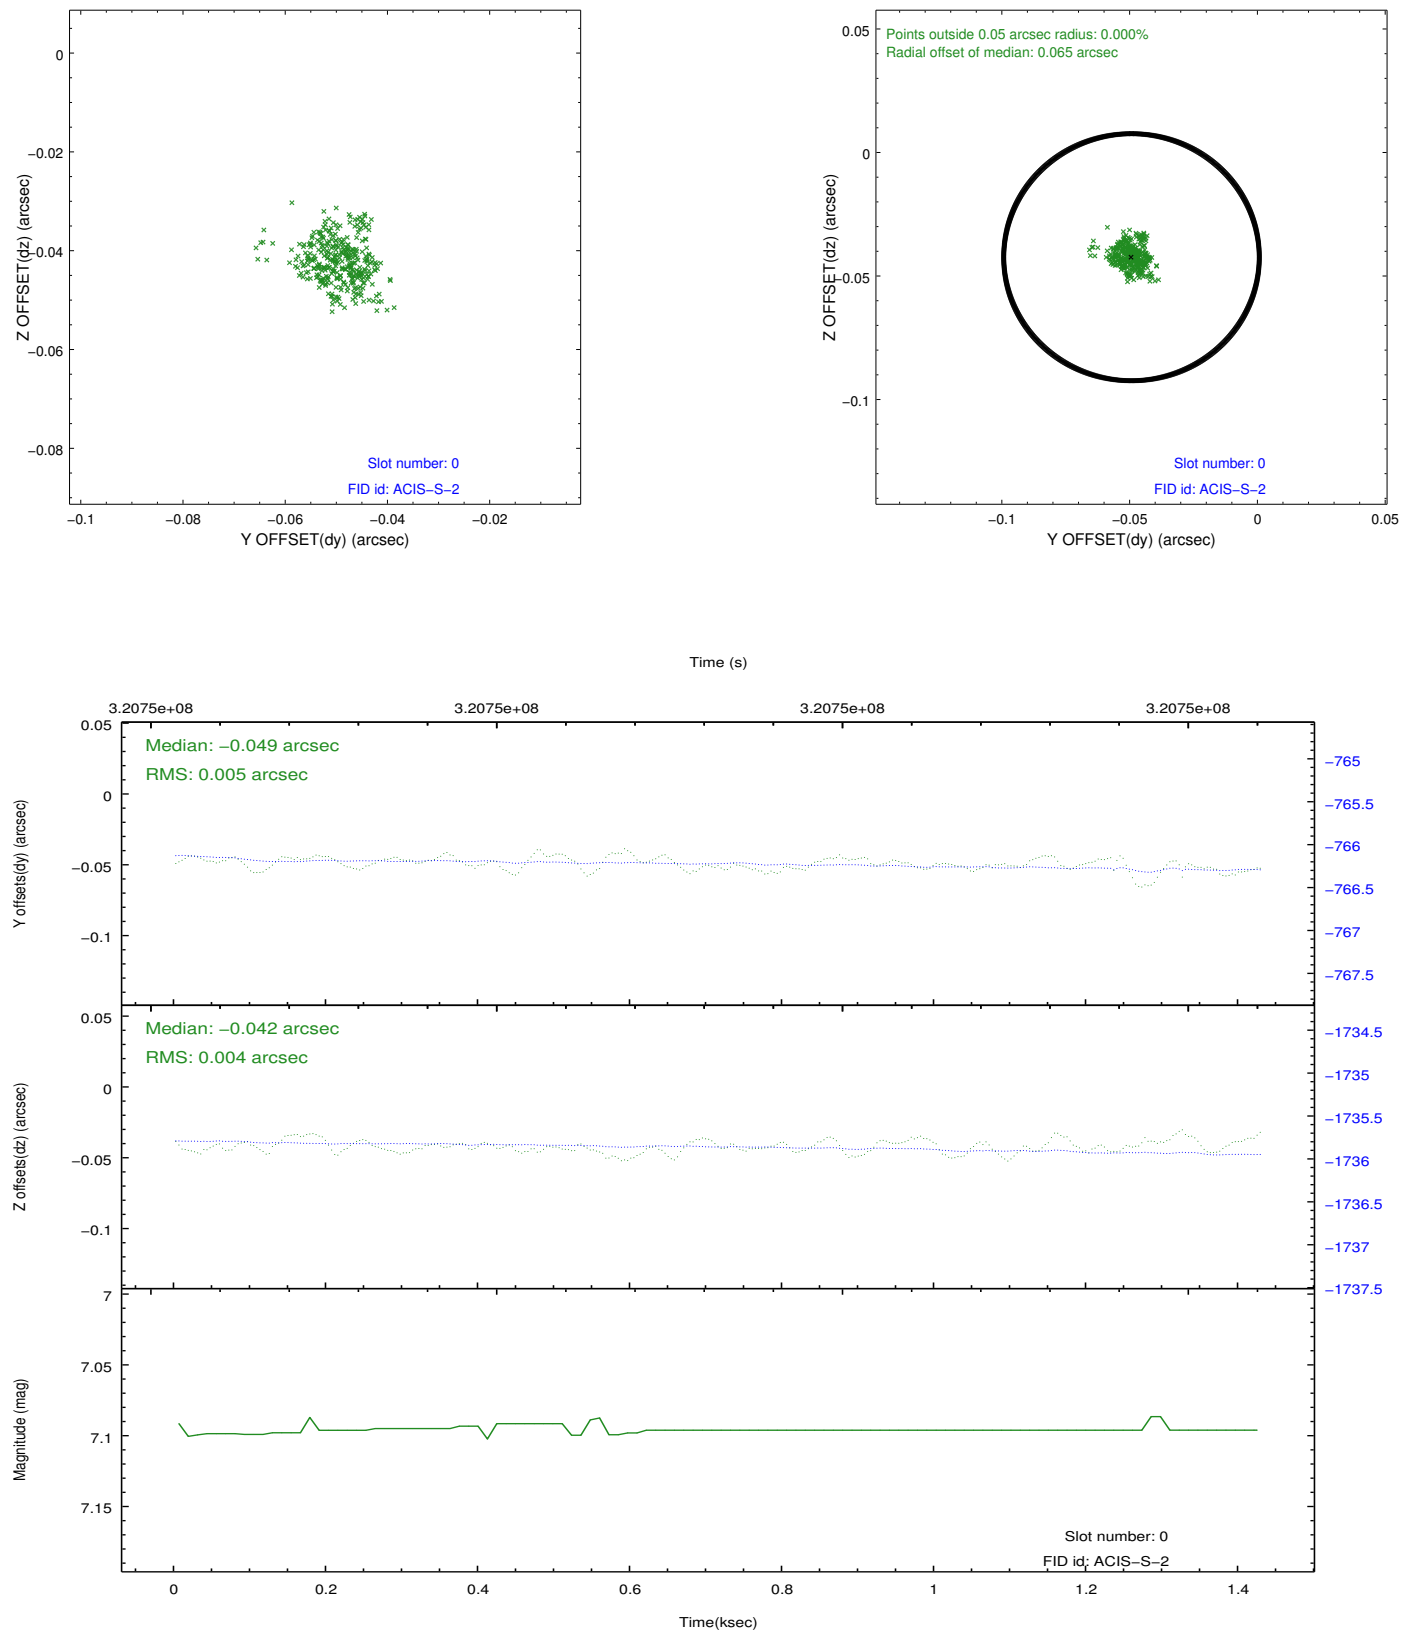 0
−0.02
−0.04
−0.06
−0.08
Z OFFSET(dz) (arcsec)
Slot number: 0
FID id: ACIS−S−2
−0.1
−0.08
−0.06
−0.04
−0.02
Y OFFSET(dy) (arcsec)
Points outside 0.05 arcsec radius: 0.000%
Radial offset of median: 0.065 arcsec
0.05
0
−0.05
−0.1
Z OFFSET(dz) (arcsec)
Slot number: 0
FID id: ACIS−S−2
−0.1
−0.05
0
0.05
Y OFFSET(dy) (arcsec)
Time (s)
3.2075e+08
3.2075e+08
3.2075e+08
3.2075e+08
Median: −0.049 arcsec
RMS: 0.005 arcsec
0.05
0
−0.05
−0.1
Y offsets(dy) (arcsec)
−765
−765.5
−766
−766.5
−767
−767.5
Median: −0.042 arcsec
RMS: 0.004 arcsec
0.05
0
−0.05
−0.1
Z offsets(dz) (arcsec)
−1734.5
−1735
−1735.5
−1736
−1736.5
−1737
−1737.5
7
7.05
7.1
7.15
Magnitude (mag)
Slot number: 0
FID id: ACIS−S−2
0
0.2
0.4
0.6
0.8
1
1.2
1.4
Time(ksec)